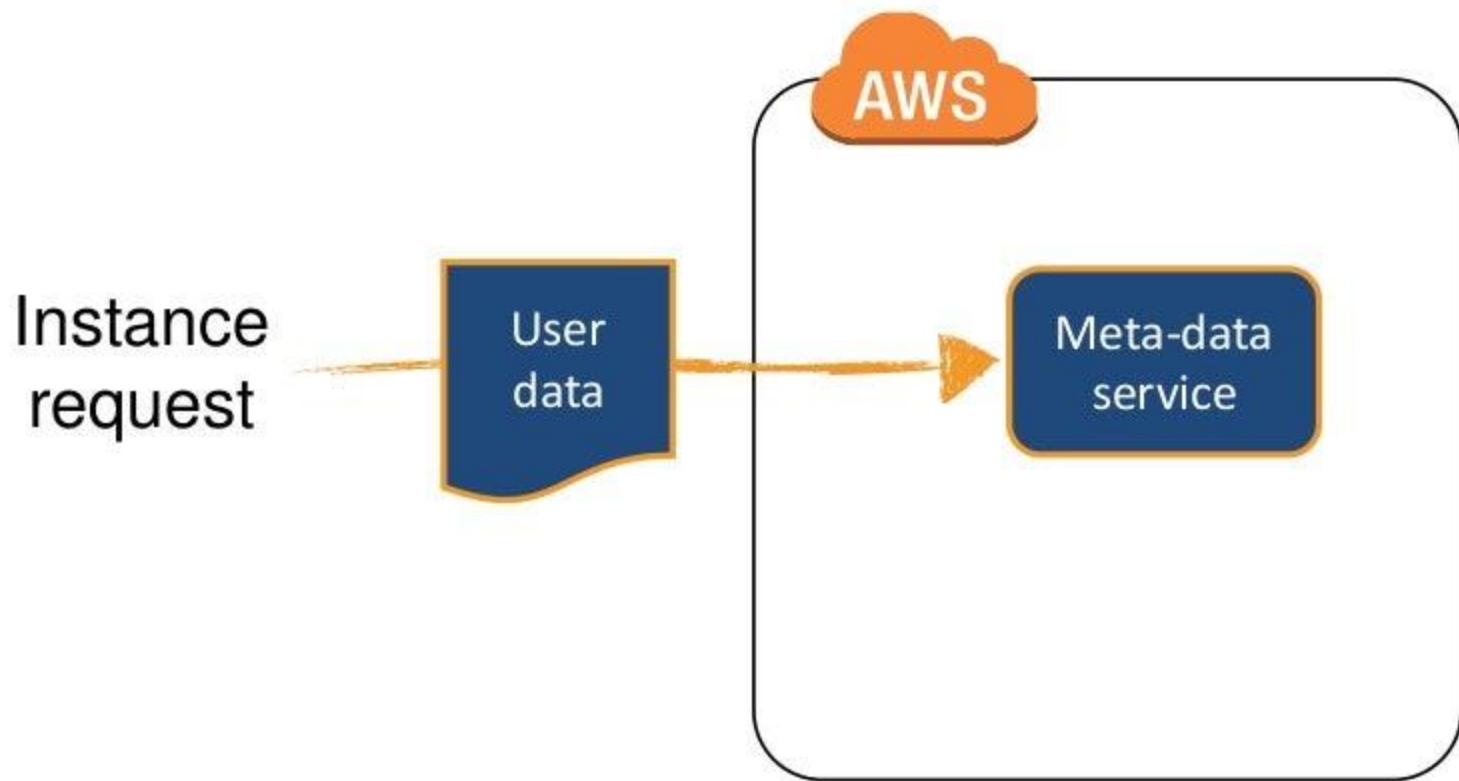 AWS
Instance
request
User
data
Meta-data
service